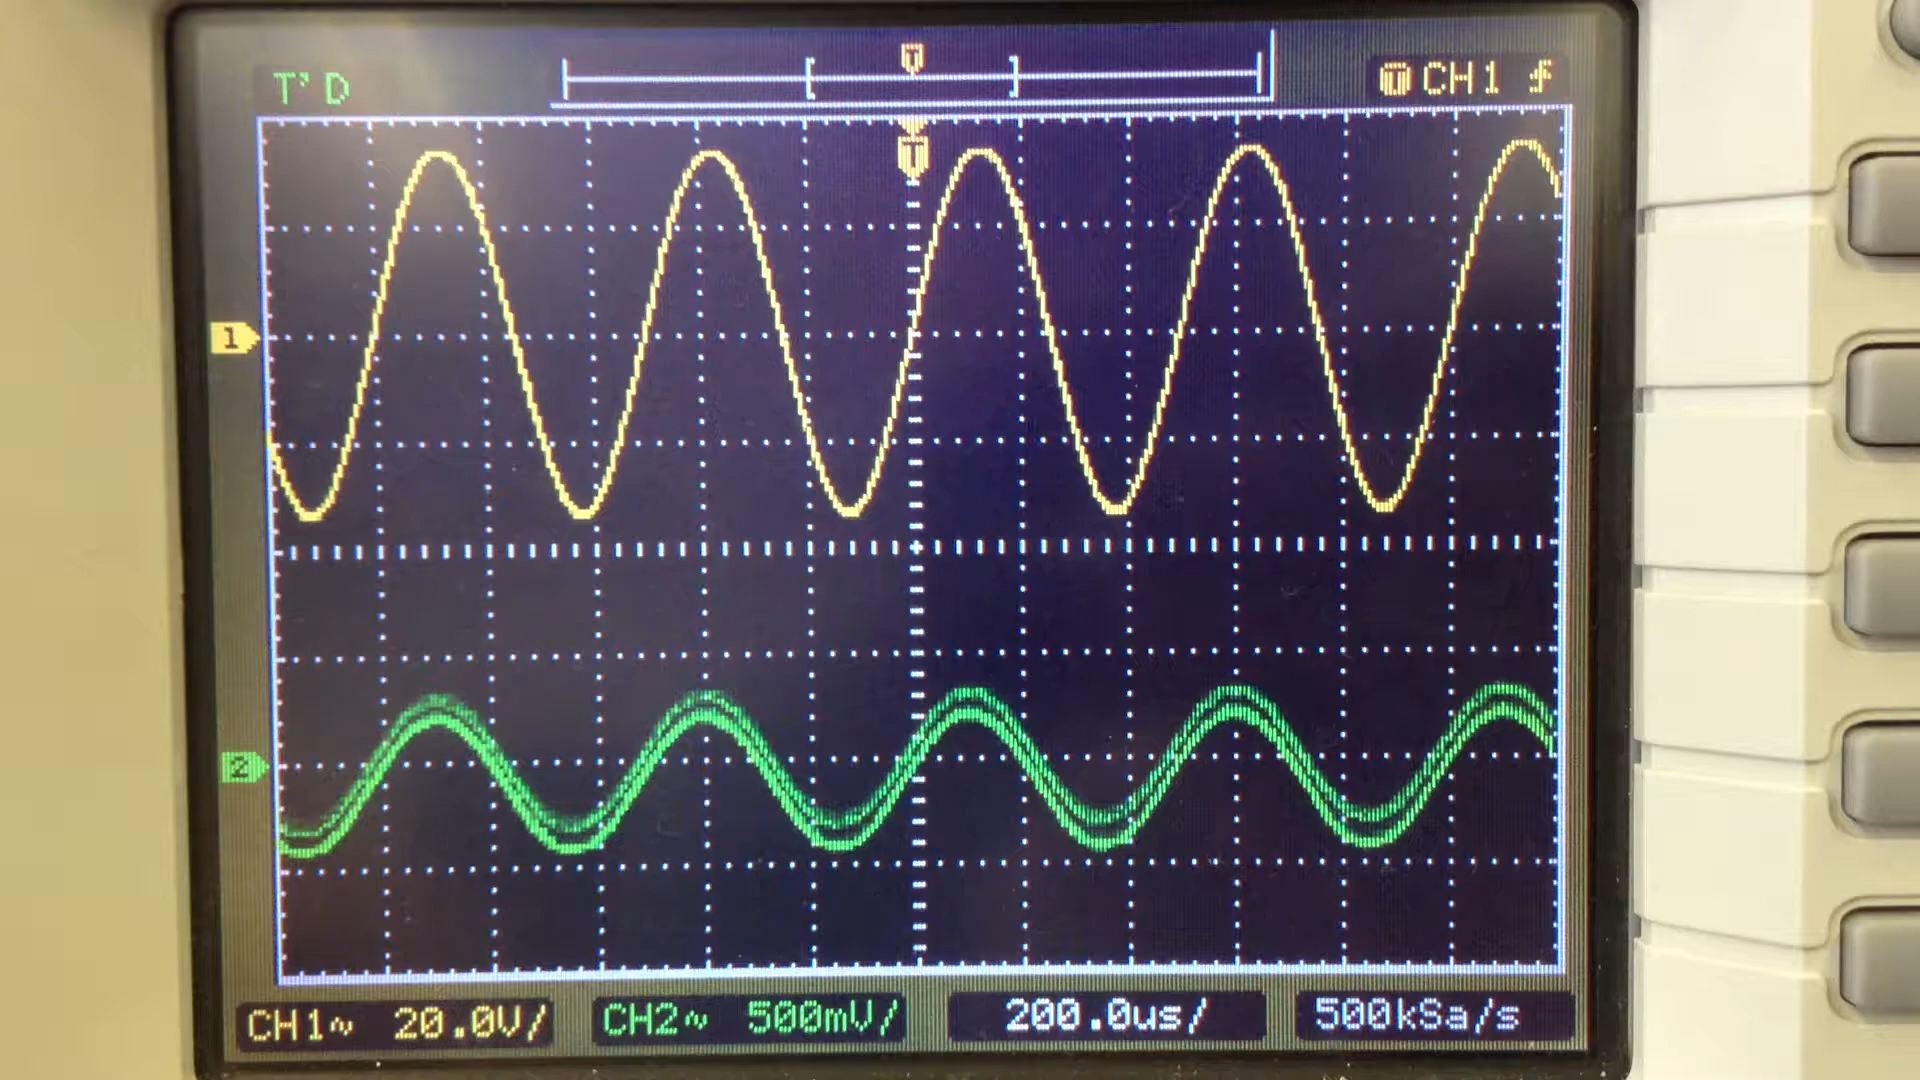 T'D
T
T CH1
T
1
2
CH1∿ 20.0V/ CH2∿ 500mV/ 200.0us/ 500kSa/s